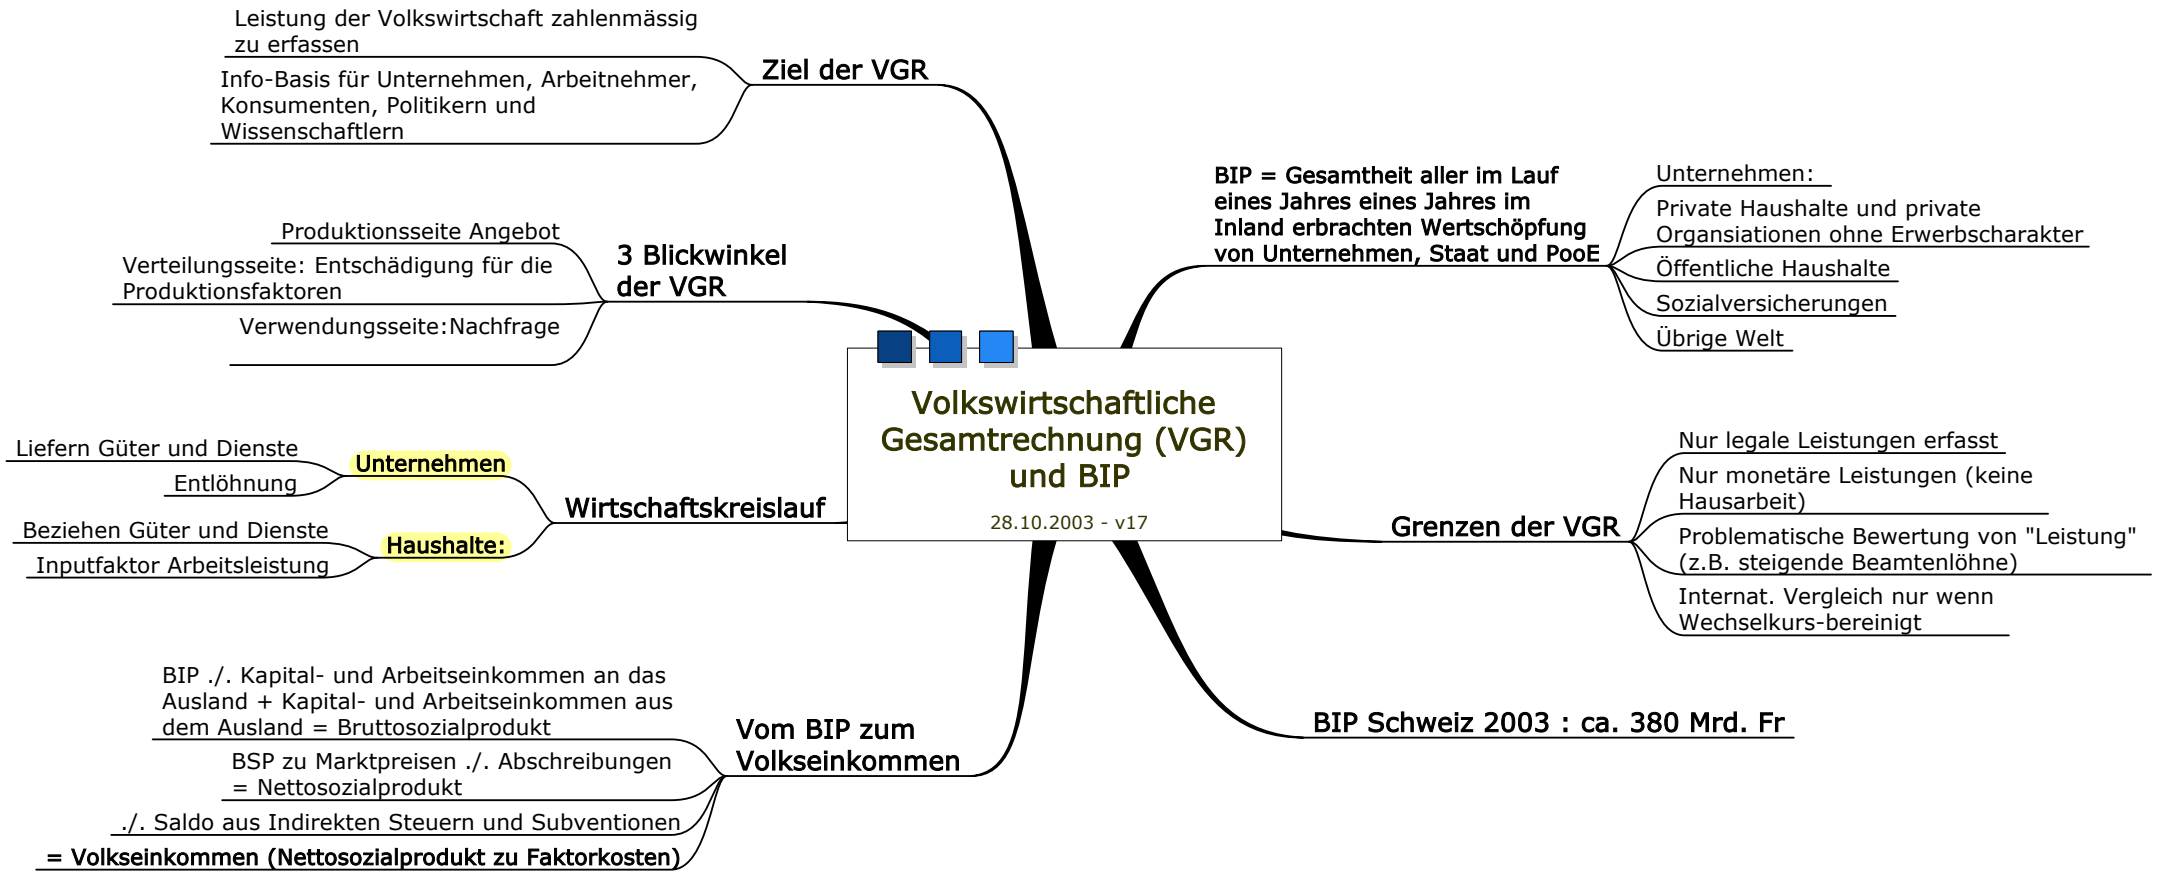 Volkswirtschaftliche
Gesamtrechnung (VGR)
und BIP
28.10.2003 - v17
Ziel der VGR
Leistung der Volkswirtschaft zahlenmässig
zu erfassen
Info-Basis für Unternehmen, Arbeitnehmer,
Konsumenten, Politikern und
Wissenschaftlern
3 Blickwinkel
der VGR
Produktionsseite Angebot
Verteilungsseite: Entschädigung für die
Produktionsfaktoren
Verwendungsseite:Nachfrage
Wirtschaftskreislauf
Unternehmen
Liefern Güter und Dienste
Entlöhnung
Haushalte:
Beziehen Güter und Dienste
Inputfaktor Arbeitsleistung
Vom BIP zum
Volkseinkommen
BIP ./. Kapital- und Arbeitseinkommen an das
Ausland + Kapital- und Arbeitseinkommen aus
dem Ausland = Bruttosozialprodukt
BSP zu Marktpreisen ./. Abschreibungen
= Nettosozialprodukt
./. Saldo aus Indirekten Steuern und Subventionen
= Volkseinkommen (Nettosozialprodukt zu Faktorkosten)
BIP = Gesamtheit aller im Lauf
eines Jahres eines Jahres im
Inland erbrachten Wertschöpfung
von Unternehmen, Staat und PooE
Unternehmen:
Private Haushalte und private
Organsiationen ohne Erwerbscharakter
Öffentliche Haushalte
Sozialversicherungen
Übrige Welt
Grenzen der VGR
Nur legale Leistungen erfasst
Nur monetäre Leistungen (keine
Hausarbeit)
Problematische Bewertung von "Leistung"
(z.B. steigende Beamtenlöhne)
Internat. Vergleich nur wenn
Wechselkurs-bereinigt
BIP Schweiz 2003 : ca. 380 Mrd. Fr